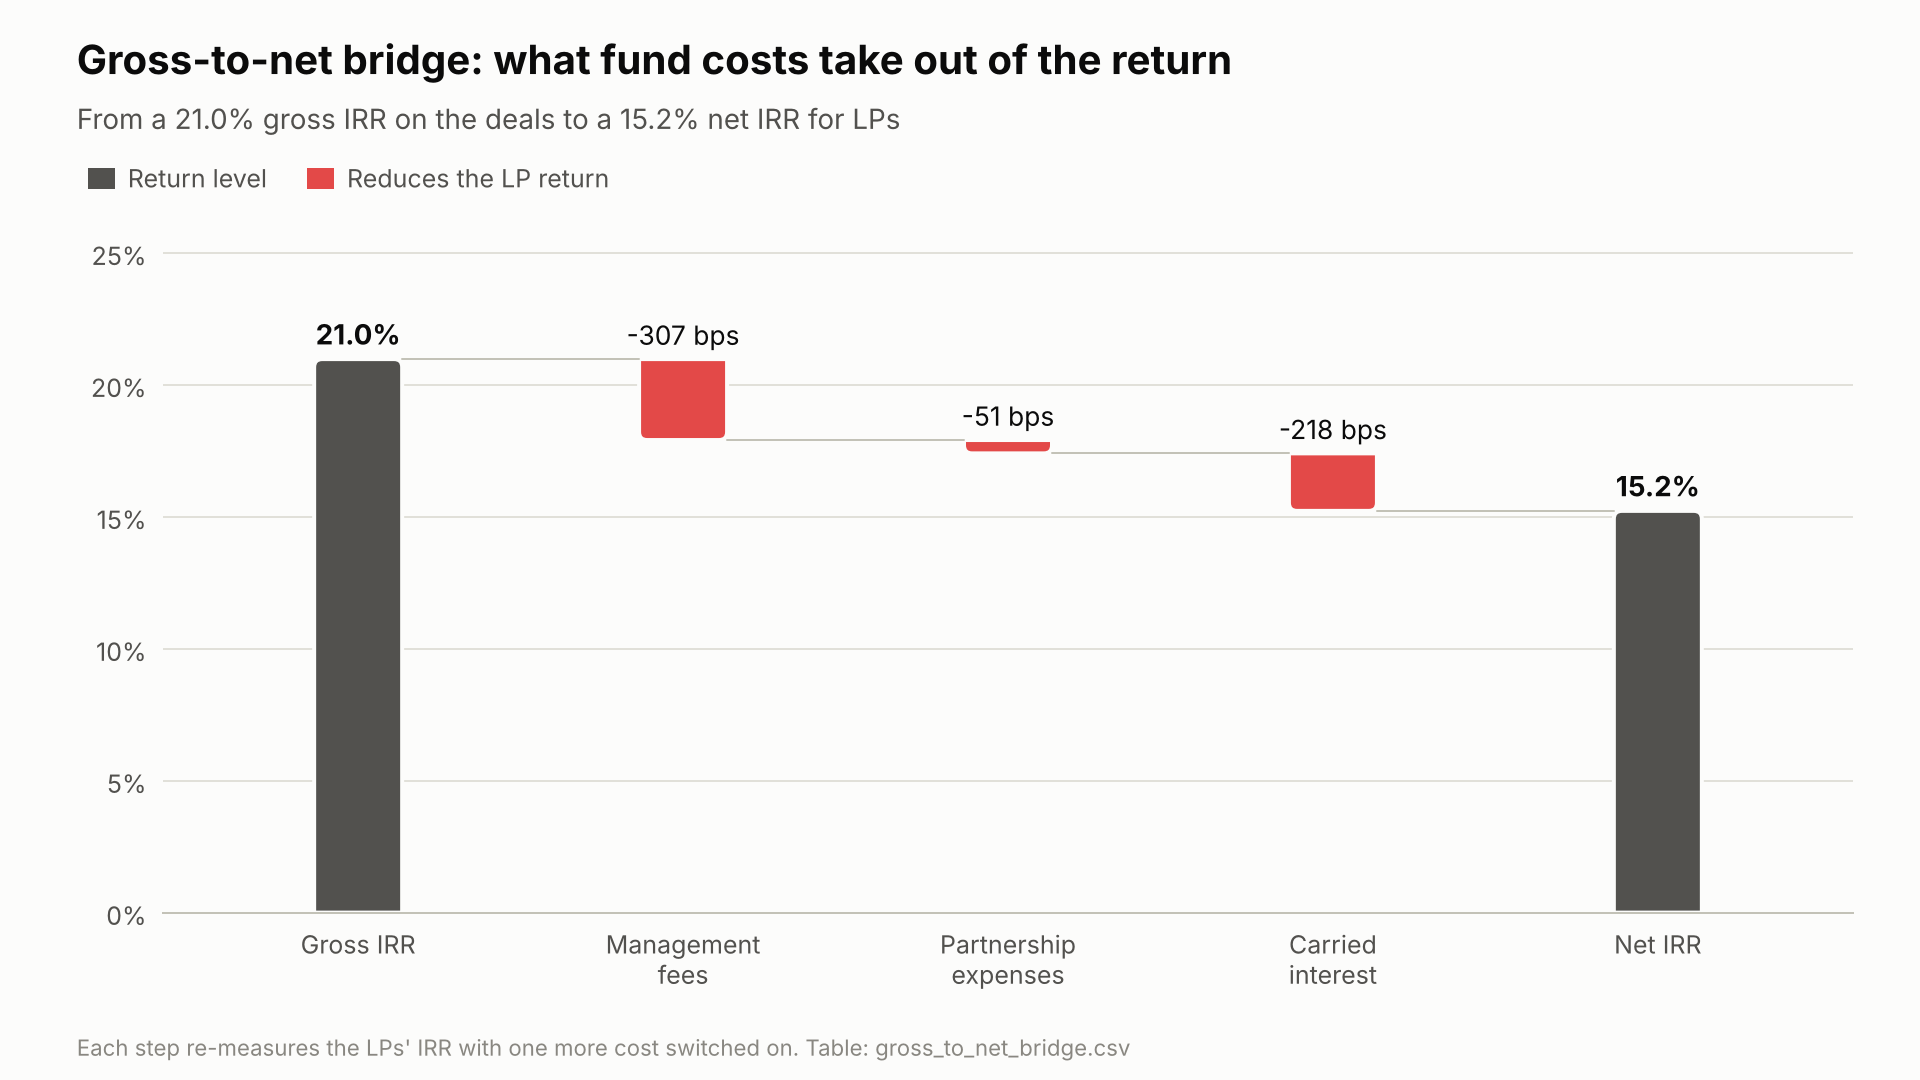 Gross-to-net bridge: what fund costs take out of the return
From a 21.0% gross IRR on the deals to a 15.2% net IRR for LPs
Return level
Reduces the LP return
25%
20%
15%
10%
5%
0%
21.0%
-307 bps
-51 bps
-218 bps
15.2%
Gross IRR
Management
fees
Partnership
expenses
Carried
interest
Net IRR
Each step re-measures the LPs' IRR with one more cost switched on. Table: gross_to_net_bridge.csv